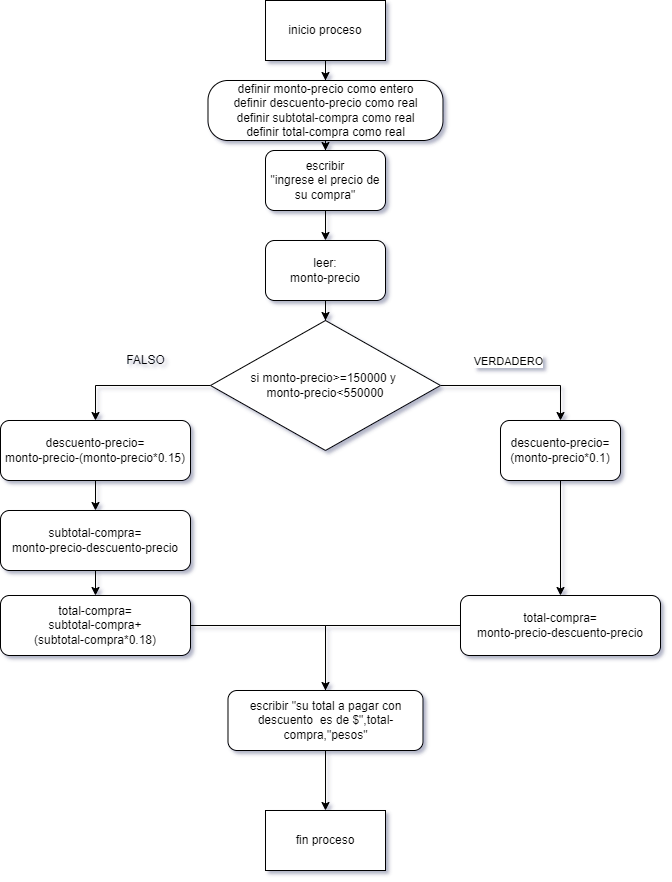 inicio proceso
definir monto-precio como entero
definir descuento-precio como real
definir subtotal-compra como real
definir total-compra como real
escribir
"ingrese el precio de
su compra"
leer:
monto-precio
FALSO
VERDADERO
si monto-precio>=150000 y
monto-precio<550000
descuento-precio=
monto-precio-(monto-precio*0.15)
descuento-precio=
(monto-precio*0.1)
subtotal-compra=
monto-precio-descuento-precio
total-compra=
subtotal-compra+
(subtotal-compra*0.18)
total-compra=
monto-precio-descuento-precio
escribir "su total a pagar con
descuento  es de $",total-
compra,"pesos"
fin proceso